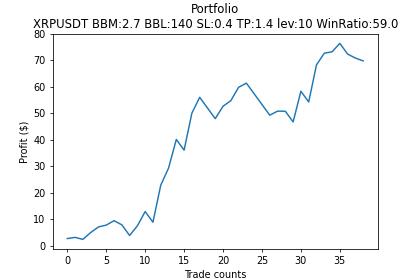 Portfolio
XRPUSDT BBM:2.7 BBL:140 SL:0.4 TP:1.4 lev:10 WinRatio:59.0
80
70
60
50
40
30
20
10
0
Profit ($)
0 5 10 15 20 25 30 35
Trade counts